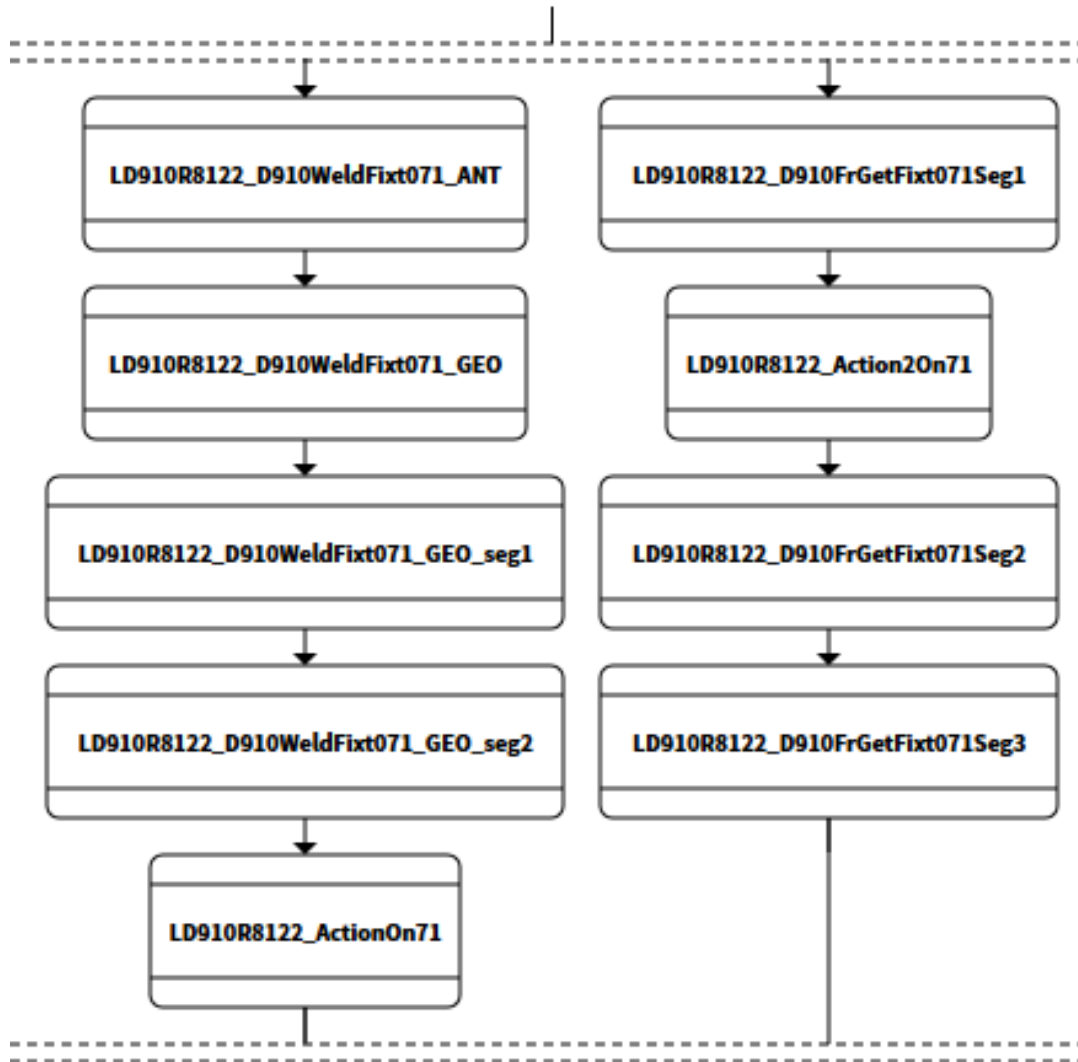 LD910R8122_D910WeldFixt071_ANT
LD910R8122_D910WeldFixt071_GEO
LD910R8122_D910WeldFixt071_GEO_seg1
LD910R8122_D910WeldFixt071_GEO_seg2
LD910R8122_ActionOn71
LD910R8122_D910FrGetFixt071Seg1
LD910R8122_Action2On71
LD910R8122_D910FrGetFixt071Seg2
LD910R8122_D910FrGetFixt071Seg3